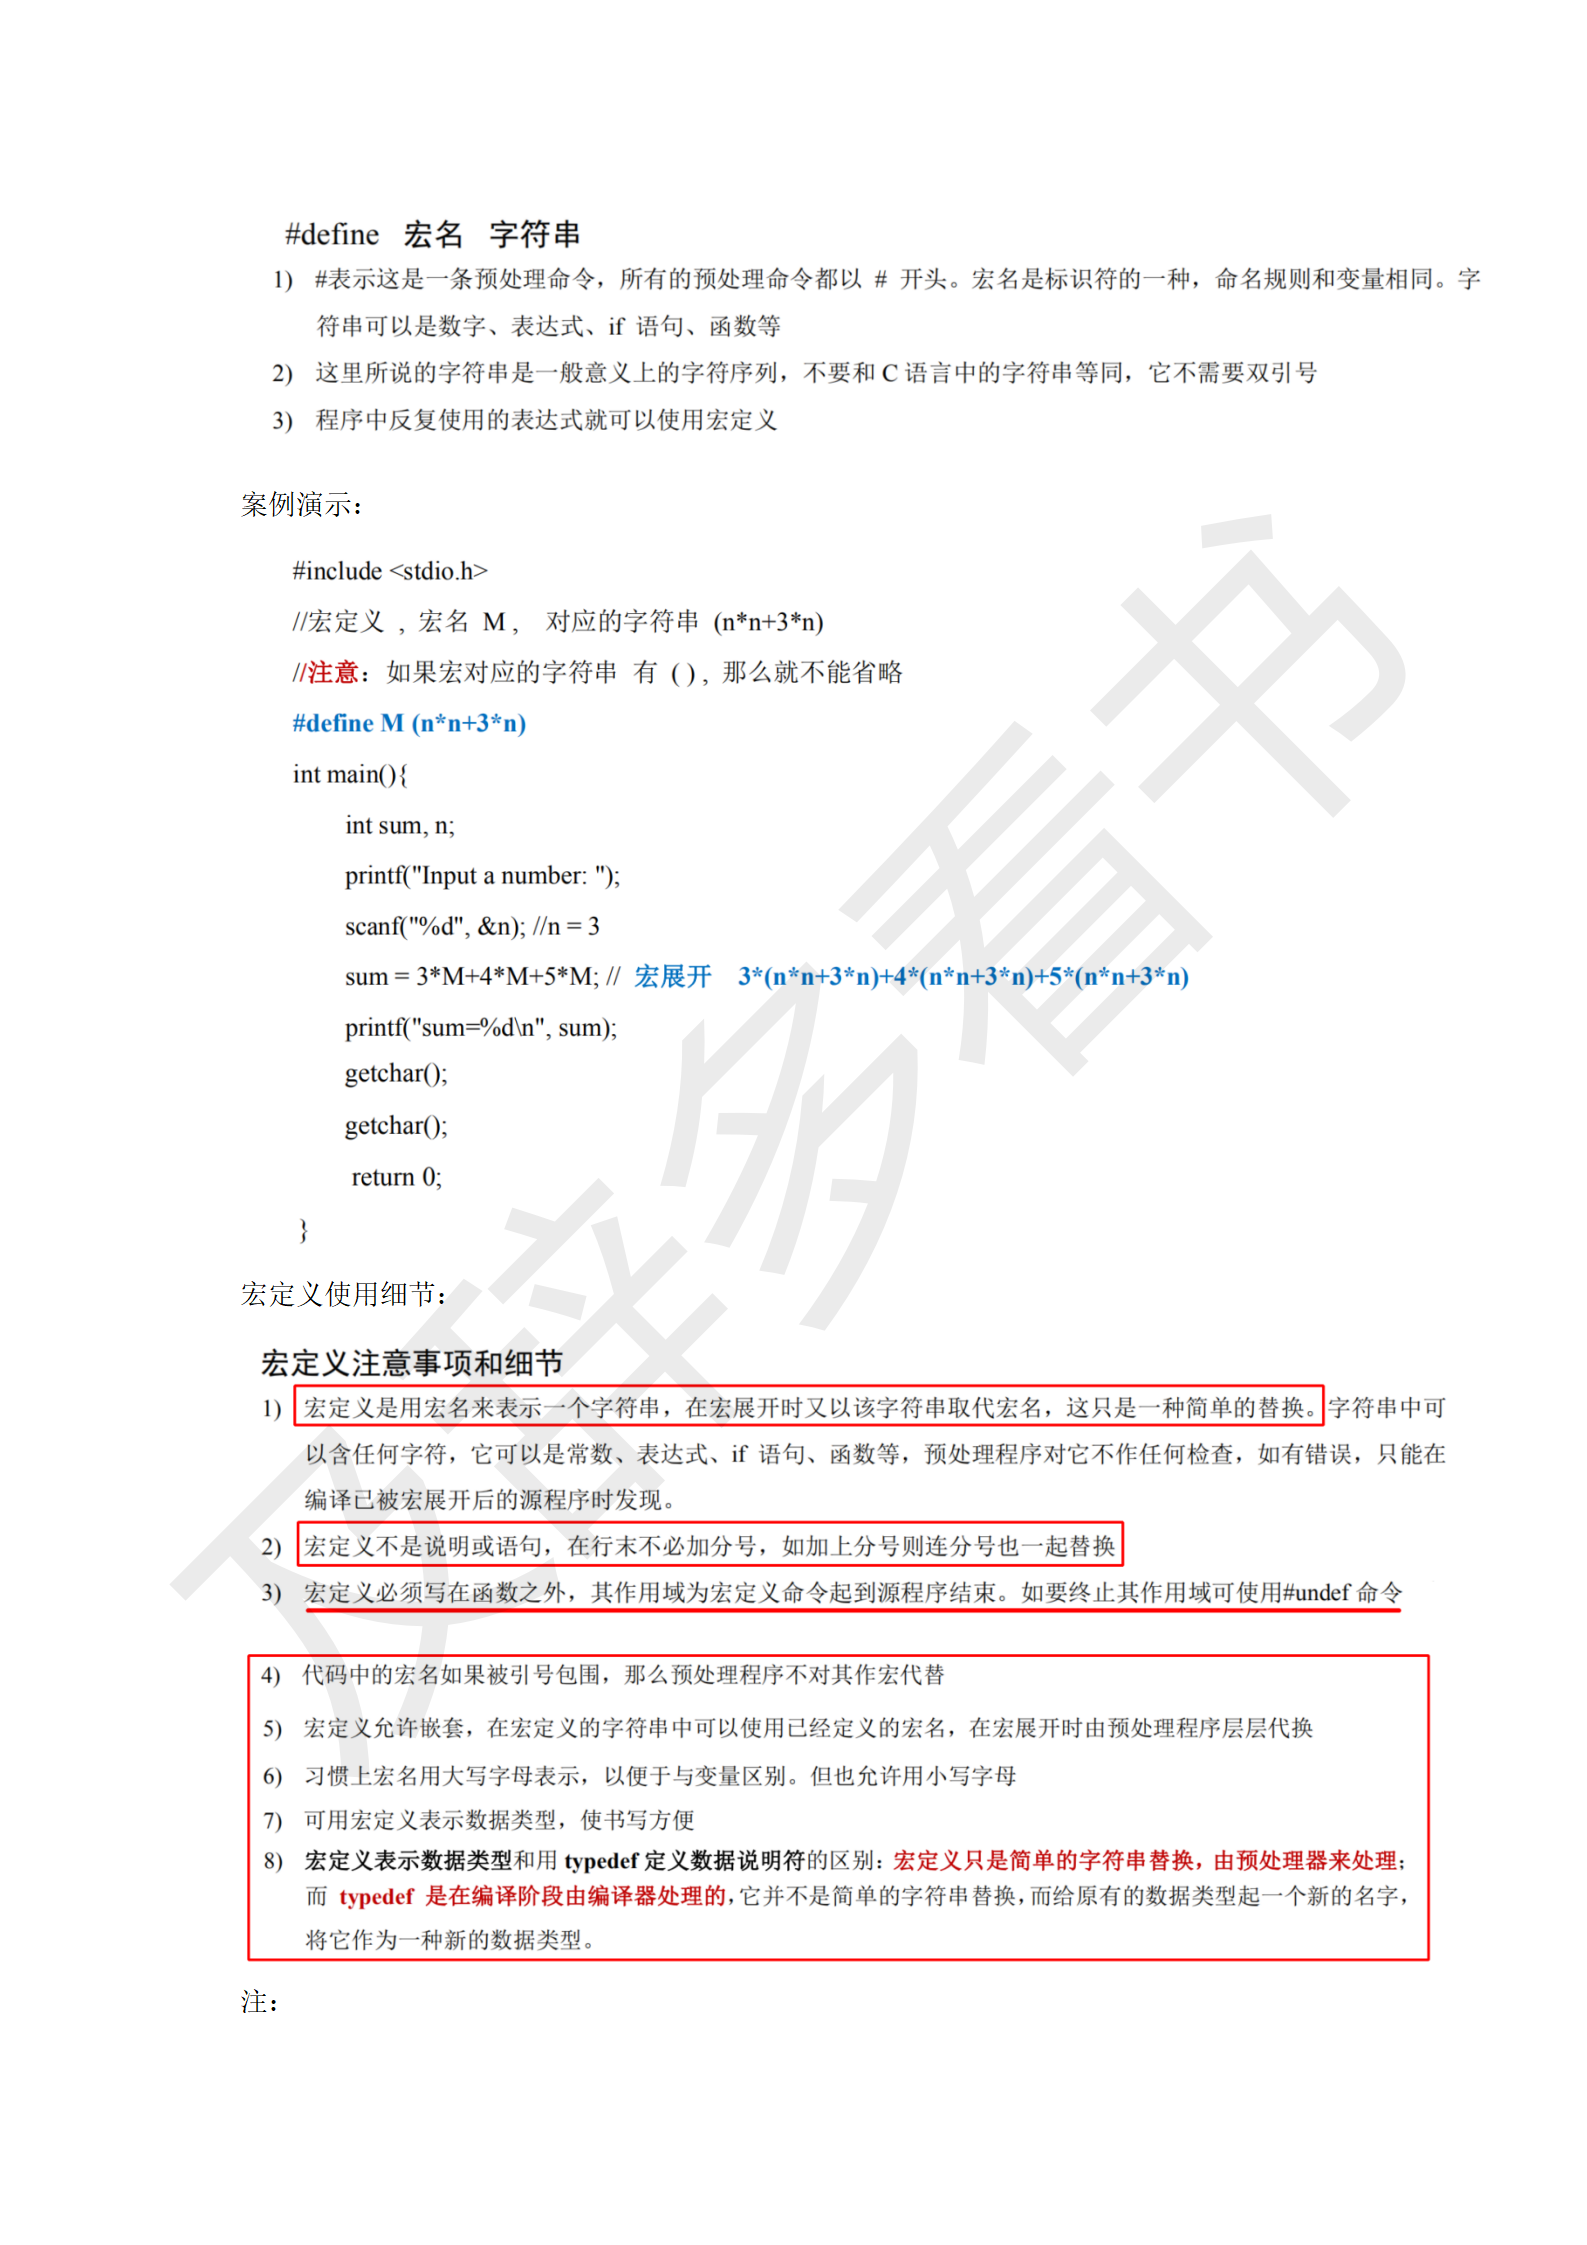 #define 宏名 字符串
1) #表示这是一条预处理命令，所有的预处理命令都以 # 开头。宏名是标识符的一种，命名规则和变量相同。字
符串可以是数字、表达式、if 语句、函数等
2) 这里所说的字符串是一般意义上的字符序列，不要和 C 语言中的字符串等同，它不需要双引号
3) 程序中反复使用的表达式就可以使用宏定义
案例演示：
#include <stdio.h>
//宏定义 , 宏名 M , 对应的字符串 (n*n+3*n)
//注意：如果宏对应的字符串 有 ( ) , 那么就不能省略
#define M (n*n+3*n)
int main(){
int sum, n;
printf("Input a number: ");
scanf("%d", &n); //n = 3
sum = 3*M+4*M+5*M; // 宏展开 3*(n*n+3*n)+4*(n*n+3*n)+5*(n*n+3*n)
printf("sum=%d\n", sum);
getchar();
getchar();
return 0;
}
宏定义使用细节：
宏定义注意事项和细节
1) 宏定义是用宏名来表示一个字符串，在宏展开时又以该字符串取代宏名，这只是一种简单的替换。字符串中可
以含任何字符，它可以是常数、表达式、if 语句、函数等，预处理程序对它不作任何检查，如有错误，只能在
编译已被宏展开后的源程序时发现。
2) 宏定义不是说明或语句，在行末不必加分号，如加上分号则连分号也一起替换
3) 宏定义必须写在函数之外，其作用域为宏定义命令起到源程序结束。如要终止其作用域可使用#undef 命令
4) 代码中的宏名如果被引号包围，那么预处理程序不对其作宏代替
5) 宏定义允许嵌套，在宏定义的字符串中可以使用已经定义的宏名，在宏展开时由预处理程序层层代换
6) 习惯上宏名用大写字母表示，以便于与变量区别。但也允许用小写字母
7) 可用宏定义表示数据类型，使书写方便
8) 宏定义表示数据类型和用 typedef 定义数据说明符的区别：宏定义只是简单的字符串替换，由预处理器来处理；
而 typedef 是在编译阶段由编译器处理的，它并不是简单的字符串替换，而给原有的数据类型起一个新的名字，
将它作为一种新的数据类型。
注：
及辞多看书